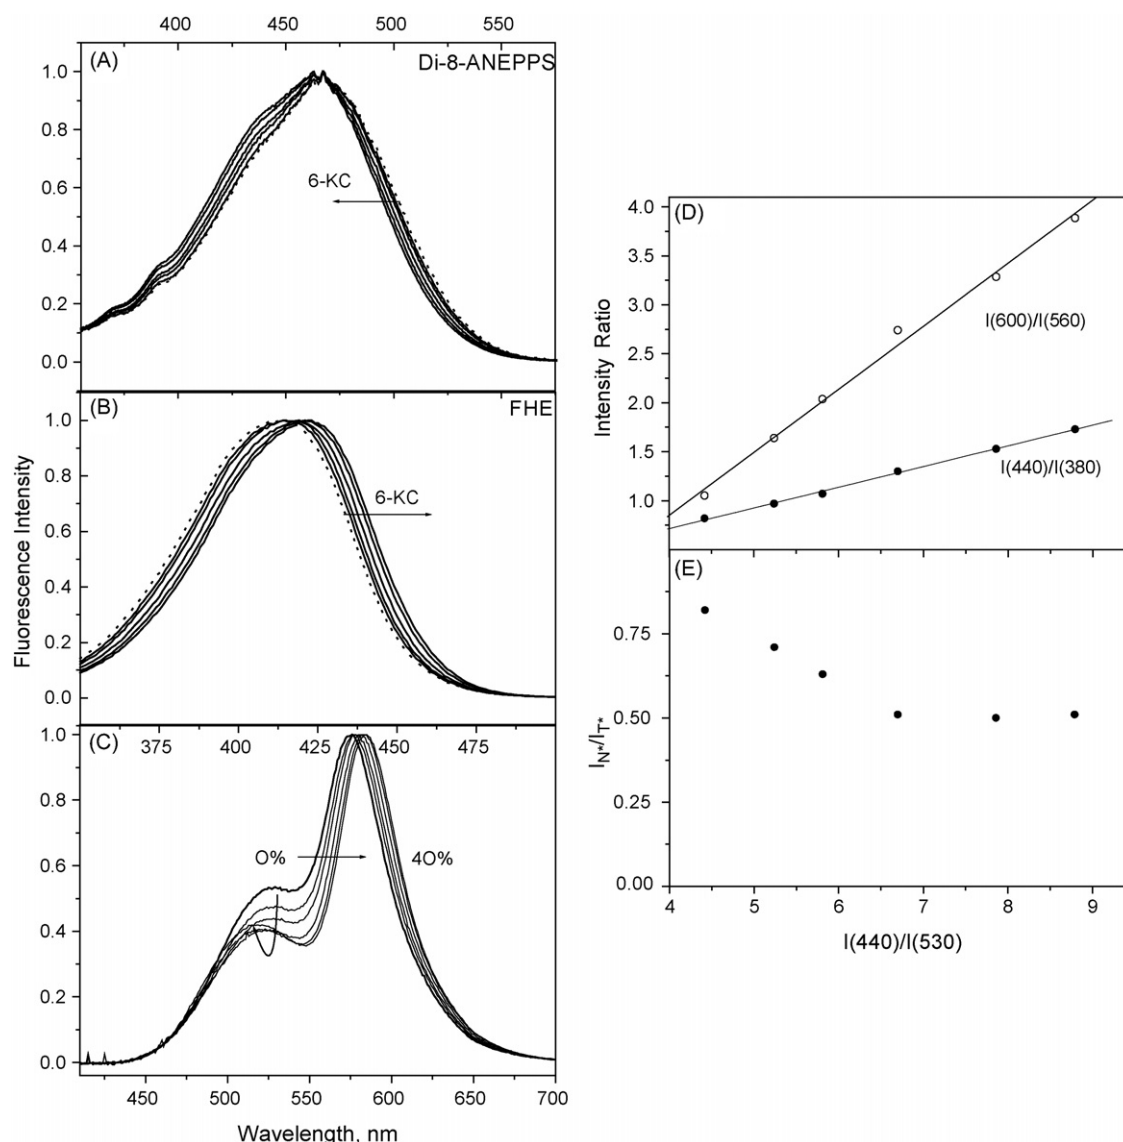 400 450 500 550
(A) Di-8-ANEPPS
1.0
0.8
6-KC
0.6
0.4
0.2
0.0
(B) FHE
1.0
0.8
6-KC
0.6
0.4
0.2
0.0
Fluorescence Intensity
(C) 375 400 425 450 475
1.0
0.8
0.6
O% 4O%
0.4
0.2
0.0
450 500 550 600 650 700
Wavelength, nm
(D)
4.0
3.5
3.0
I(600)/I(560)
2.5
2.0
1.5
I(440)/I(380)
1.0
Intensity Ratio
(E)
0.75
0.50
0.25
0.00
IN*/IT*
4 5 6 7 8 9
I(440)/I(530)